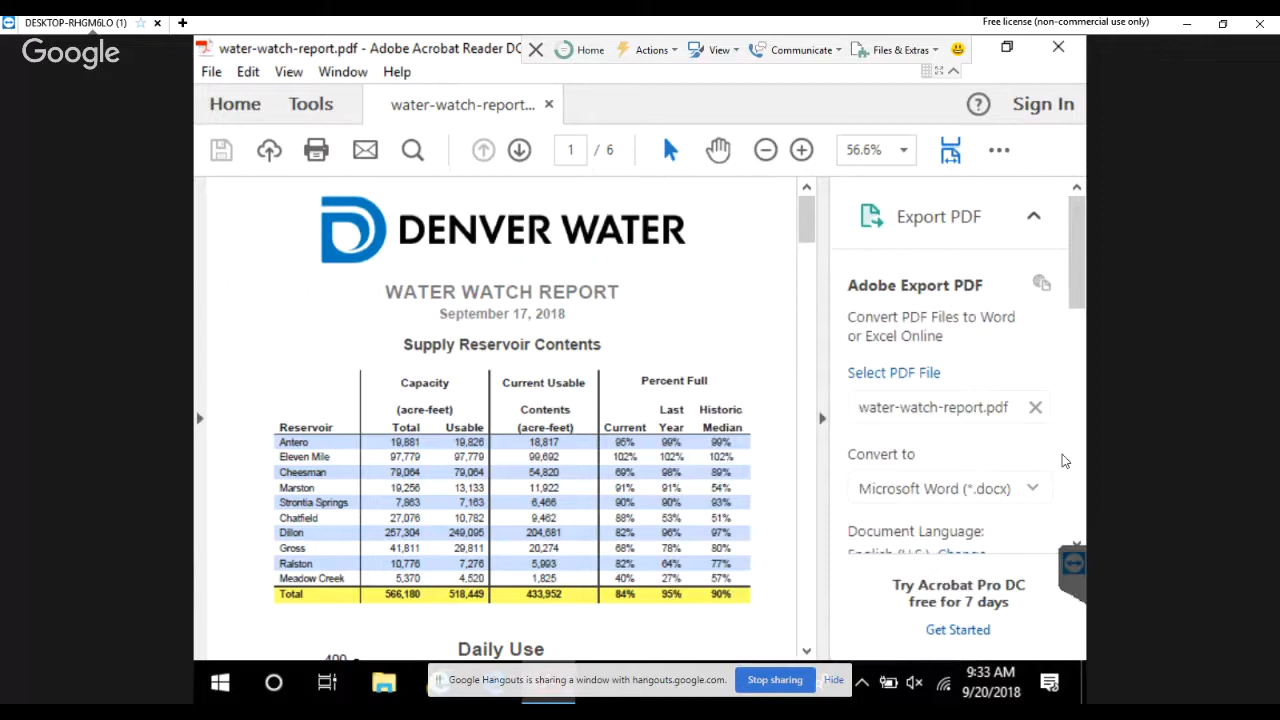 DESKTOP-RHGM6LO (1)
Free license (non-commercial use only)
Google
water-watch-report.pdf - Adobe Acrobat Reader DC
Home Actions View Communicate Files & Extras
File Edit View Window Help
Home Tools water-watch-report... Sign In
1 / 6 56.6%
DENVER WATER
WATER WATCH REPORT
September 17, 2018
Supply Reservoir Contents
Capacity Current Usable Percent Full
(acre-feet) Contents Last Historic
Reservoir Total Usable (acre-feet) Current Year Median
Antero 19,881 19,826 18,817 95% 99% 99%
Eleven Mile 97,779 97,779 99,692 102% 102% 102%
Cheesman 79,064 79,064 54,820 69% 98% 89%
Marston 19,256 13,133 11,922 91% 91% 54%
Strontia Springs 7,863 7,163 6,466 90% 90% 93%
Chatfield 27,076 10,782 9,462 88% 53% 51%
Dillon 257,304 249,095 204,681 82% 96% 97%
Gross 41,811 29,811 20,274 68% 78% 80%
Ralston 10,776 7,276 5,993 82% 64% 77%
Meadow Creek 5,370 4,520 1,825 40% 27% 57%
Total 566,180 518,449 433,952 84% 95% 90%
Daily Use
400
Export PDF
Adobe Export PDF
Convert PDF Files to Word
or Excel Online
Select PDF File
water-watch-report.pdf
Convert to
Microsoft Word (*.docx)
Document Language:
English (U.S.) Change
Try Acrobat Pro DC
free for 7 days
Get Started
Google Hangouts is sharing a window with hangouts.google.com. Stop sharing Hide
9:33 AM
9/20/2018